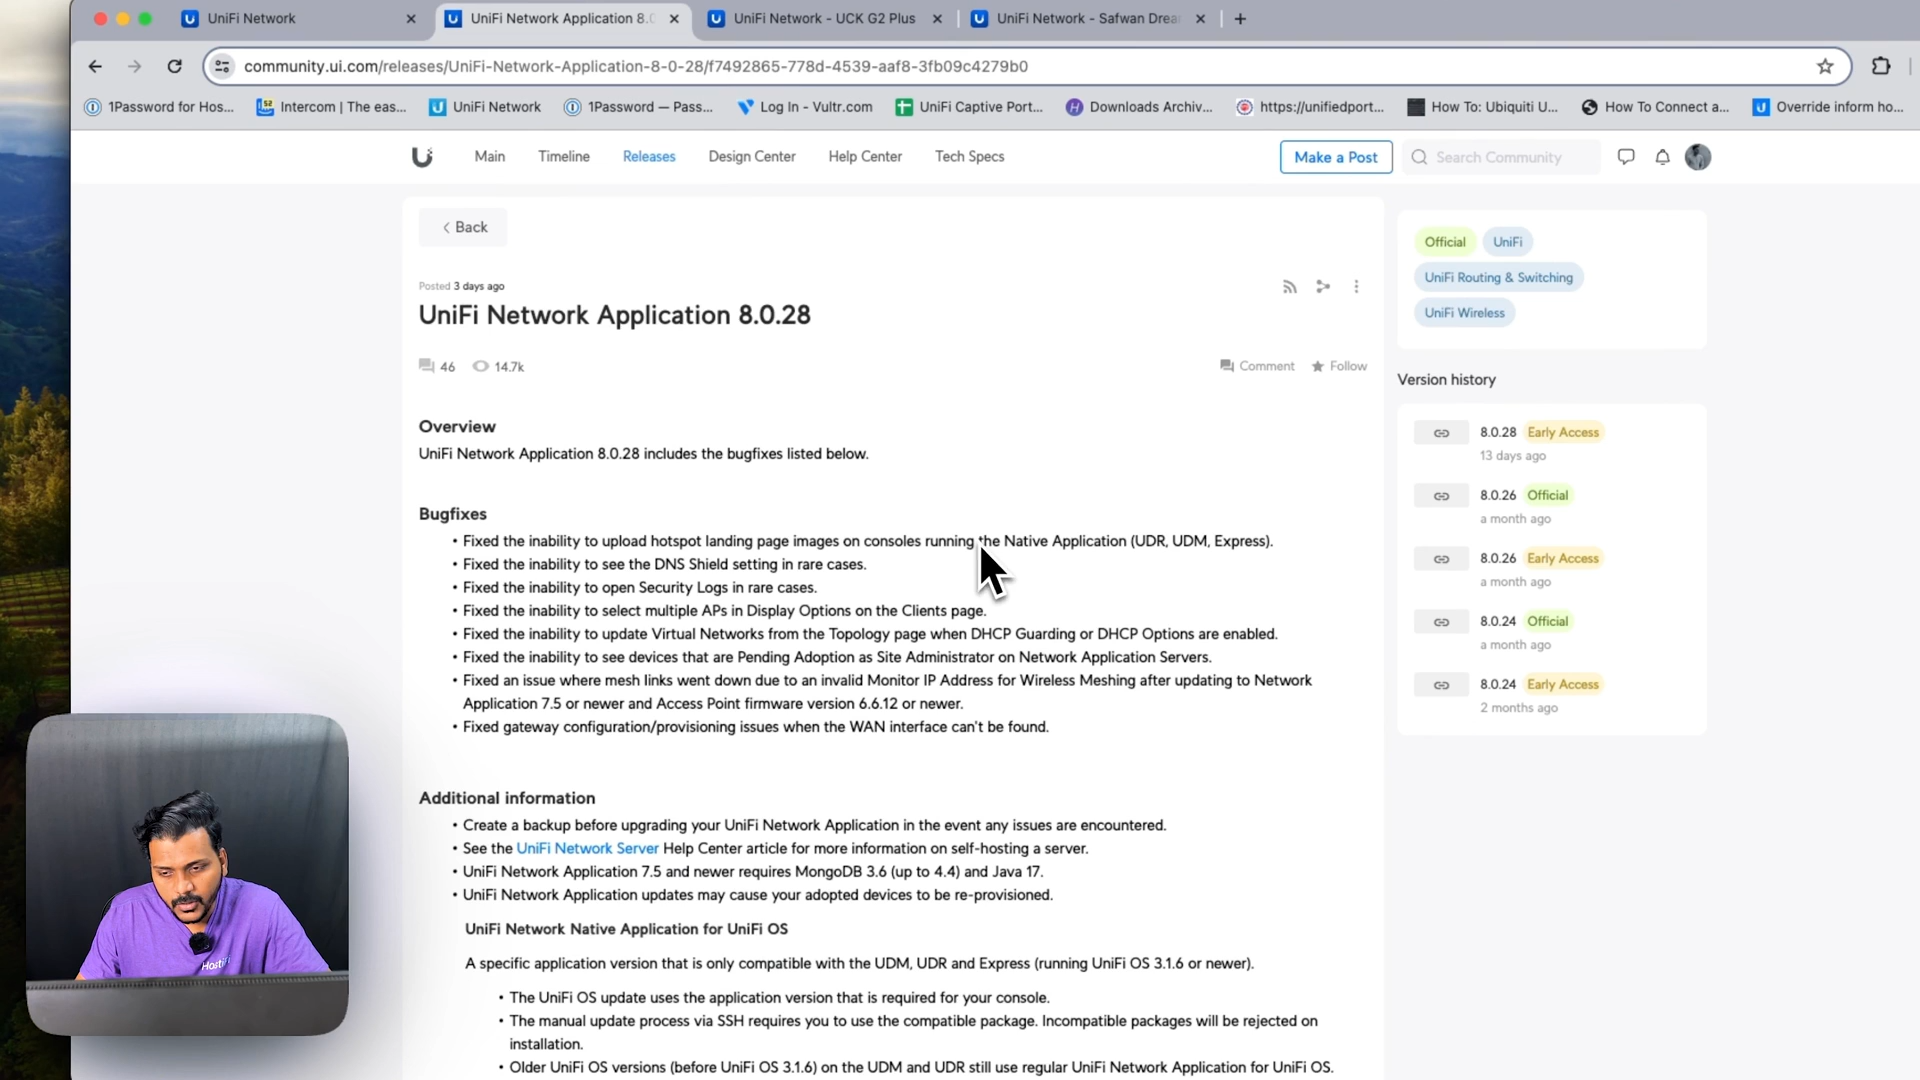 UniFi Network
UniFi Network Application 8.0
UniFi Network - UCK G2 Plus
UniFi Network - Safwan Drea
community.ui.com/releases/UniFi-Network-Application-8-0-28/f7492865-778d-4539-aaf8-3fb09c4279b0
1Password for Hos...
Intercom | The eas...
UniFi Network
1Password — Pass...
Log In - Vultr.com
UniFi Captive Port...
Downloads Archiv...
https://unifiedport...
How To: Ubiquiti U...
How To Connect a...
Override inform ho...
Main
Timeline
Releases
Design Center
Help Center
Tech Specs
Make a Post
Search Community
Back
Posted 3 days ago
UniFi Network Application 8.0.28
46
14.7k
Comment
Follow
Overview
UniFi Network Application 8.0.28 includes the bugfixes listed below.
Bugfixes
• Fixed the inability to upload hotspot landing page images on consoles running the Native Application (UDR, UDM, Express).
• Fixed the inability to see the DNS Shield setting in rare cases.
• Fixed the inability to open Security Logs in rare cases.
• Fixed the inability to select multiple APs in Display Options on the Clients page.
• Fixed the inability to update Virtual Networks from the Topology page when DHCP Guarding or DHCP Options are enabled.
• Fixed the inability to see devices that are Pending Adoption as Site Administrator on Network Application Servers.
• Fixed an issue where mesh links went down due to an invalid Monitor IP Address for Wireless Meshing after updating to Network
Application 7.5 or newer and Access Point firmware version 6.6.12 or newer.
• Fixed gateway configuration/provisioning issues when the WAN interface can't be found.
Additional information
• Create a backup before upgrading your UniFi Network Application in the event any issues are encountered.
• See the UniFi Network Server Help Center article for more information on self-hosting a server.
• UniFi Network Application 7.5 and newer requires MongoDB 3.6 (up to 4.4) and Java 17.
• UniFi Network Application updates may cause your adopted devices to be re-provisioned.
UniFi Network Native Application for UniFi OS
A specific application version that is only compatible with the UDM, UDR and Express (running UniFi OS 3.1.6 or newer).
• The UniFi OS update uses the application version that is required for your console.
• The manual update process via SSH requires you to use the compatible package. Incompatible packages will be rejected on
installation.
• Older UniFi OS versions (before UniFi OS 3.1.6) on the UDM and UDR still use regular UniFi Network Application for UniFi OS.
Official
UniFi
UniFi Routing & Switching
UniFi Wireless
Version history
8.0.28 Early Access
13 days ago
8.0.26 Official
a month ago
8.0.26 Early Access
a month ago
8.0.24 Official
a month ago
8.0.24 Early Access
2 months ago
HostiFi